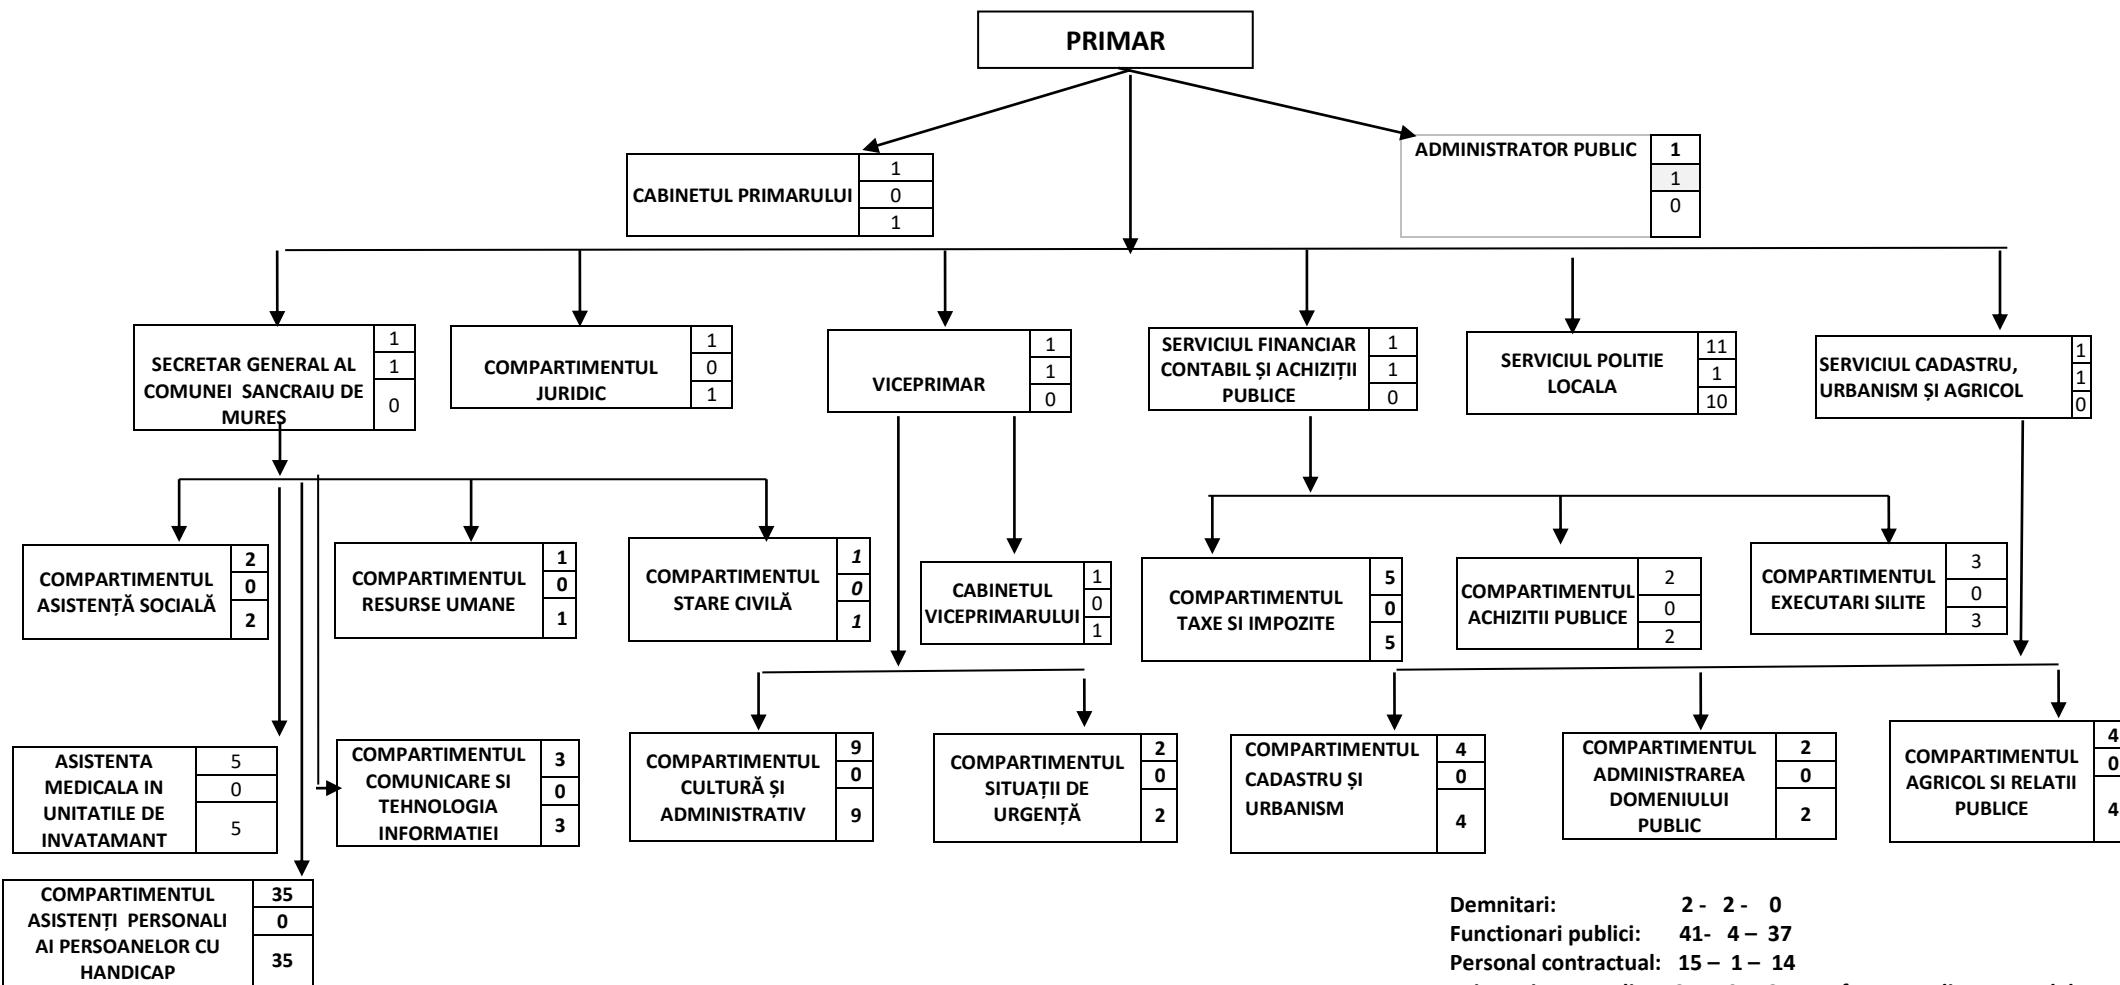 PRIMAR
CABINETUL PRIMARULUI
1
0
1
ADMINISTRATOR PUBLIC
1
1
0
SECRETAR GENERAL AL
COMUNEI SANCRAIU DE
MUREȘ
1
1
0
COMPARTIMENTUL
JURIDIC
1
0
1
VICEPRIMAR
1
1
0
SERVICIUL FINANCIAR
CONTABIL ȘI ACHIZIȚII
PUBLICE
1
1
0
SERVICIUL POLITIE
LOCALA
11
1
10
SERVICIUL CADASTRU,
URBANISM ȘI AGRICOL
1
1
0
COMPARTIMENTUL
ASISTENȚĂ SOCIALĂ
2
0
2
COMPARTIMENTUL
RESURSE UMANE
1
0
1
COMPARTIMENTUL
STARE CIVILĂ
1
0
1
CABINETUL
VICEPRIMARULUI
1
0
1
COMPARTIMENTUL
TAXE SI IMPOZITE
5
0
5
COMPARTIMENTUL
ACHIZITII PUBLICE
2
0
2
COMPARTIMENTUL
EXECUTARI SILITE
3
0
3
ASISTENTA
MEDICALA IN
UNITATILE DE
INVATAMANT
5
0
5
COMPARTIMENTUL
COMUNICARE SI
TEHNOLOGIA
INFORMATIEI
3
0
3
COMPARTIMENTUL
CULTURĂ ȘI
ADMINISTRATIV
9
0
9
COMPARTIMENTUL
SITUAȚII DE
URGENȚĂ
2
0
2
COMPARTIMENTUL
CADASTRU ȘI
URBANISM
4
0
4
COMPARTIMENTUL
ADMINISTRAREA
DOMENIULUI
PUBLIC
2
0
2
COMPARTIMENTUL
AGRICOL SI RELATII
PUBLICE
4
0
4
COMPARTIMENTUL
ASISTENȚI PERSONALI
AI PERSOANELOR CU
HANDICAP
35
0
35
Demnitari: 2 - 2 - 0
Functionari publici: 41- 4 – 37
Personal contractual: 15 – 1 – 14